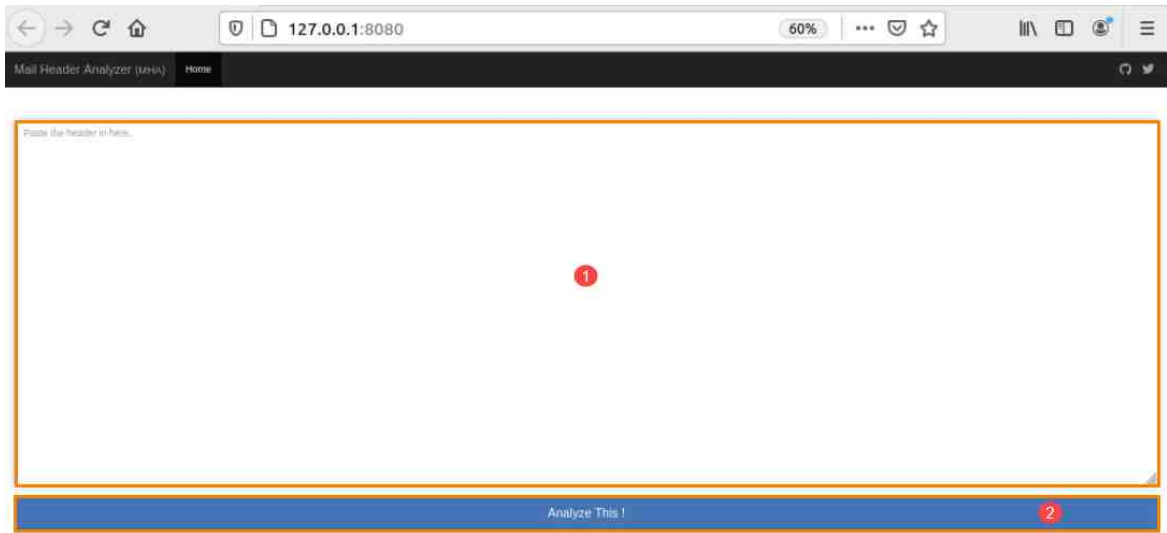 127.0.0.1:8080 60%
Mail Header Analyzer (MHA) Home
Paste the header in here.
1
Analyze This ! 2